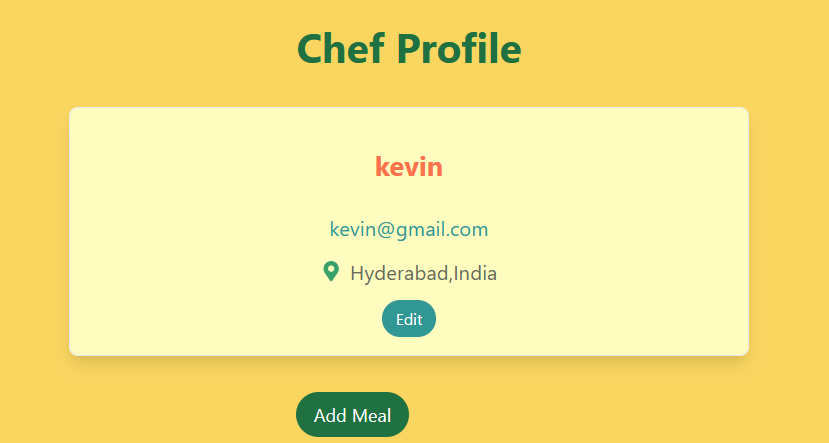 Chef Profile
kevin
kevin@gmail.com
Hyderabad,India
Edit
Add Meal